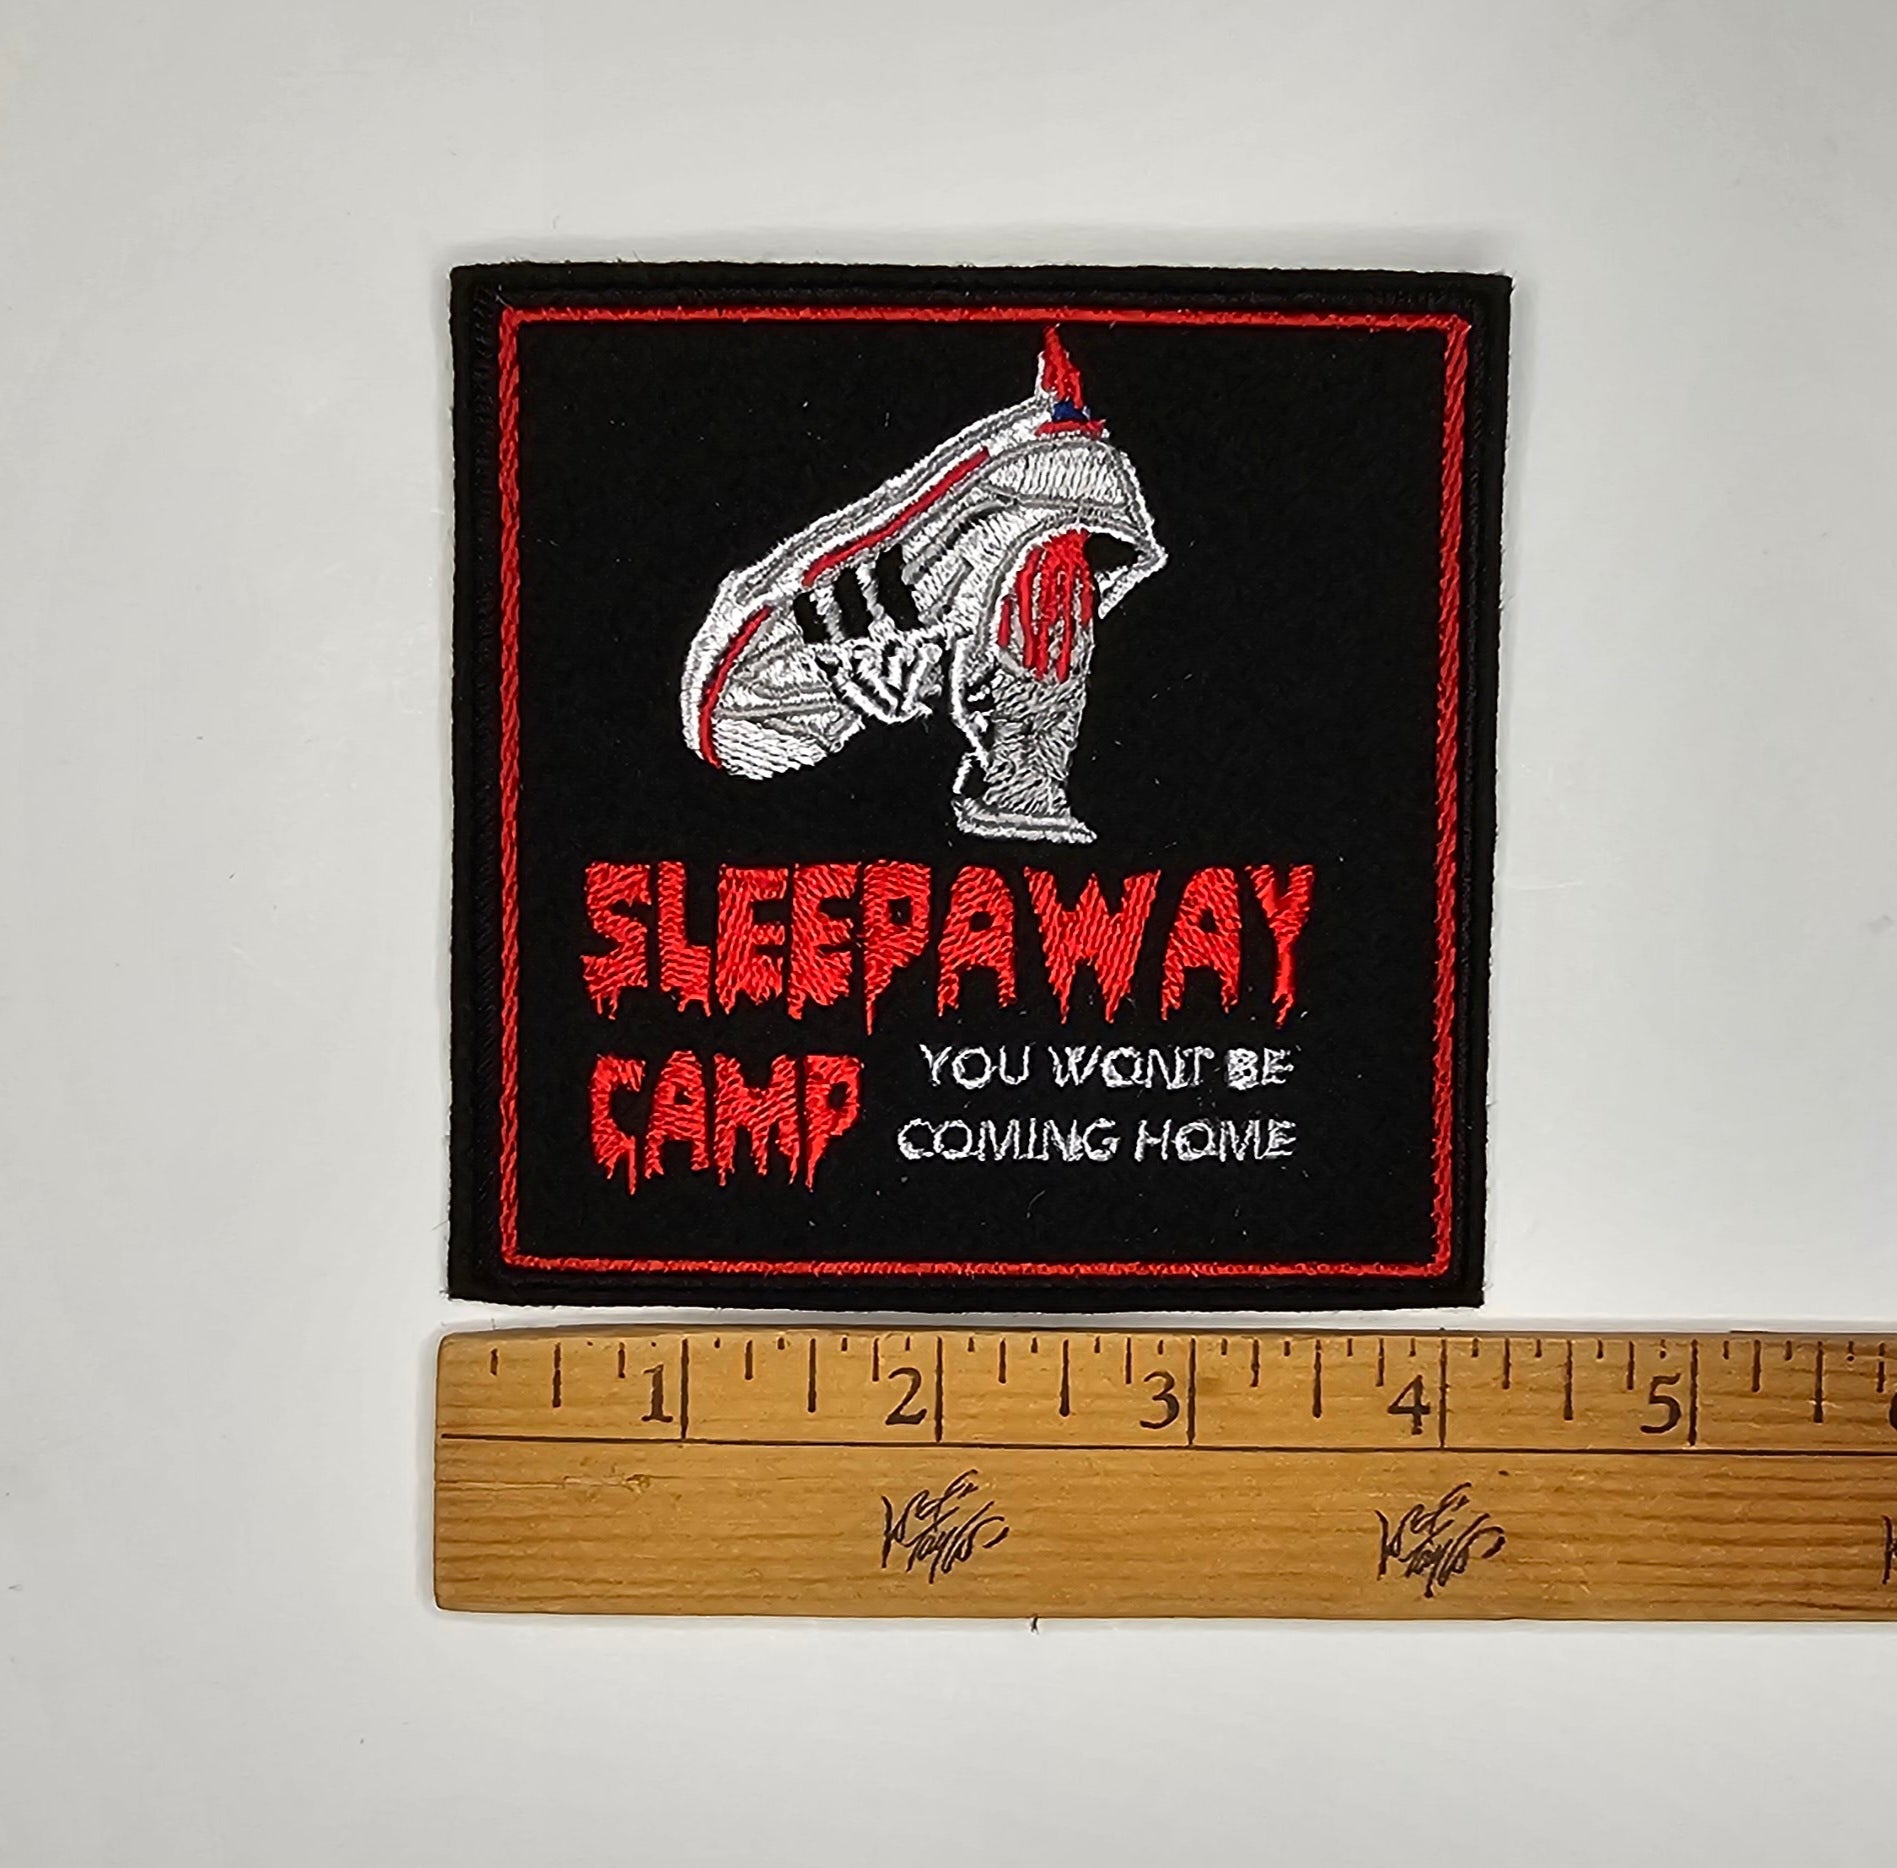 SLEEPAWAY
CAMP
YOU WONT BE
COMING HOME
1 2 3 4 5